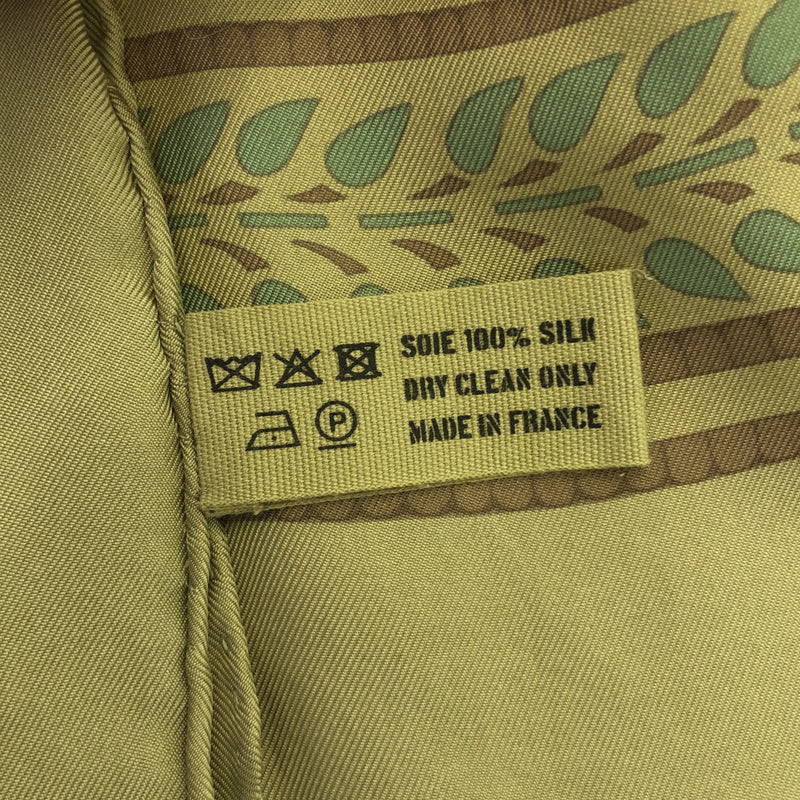 SOIE 100% SILK
DRY CLEAN ONLY
MADE IN FRANCE
P